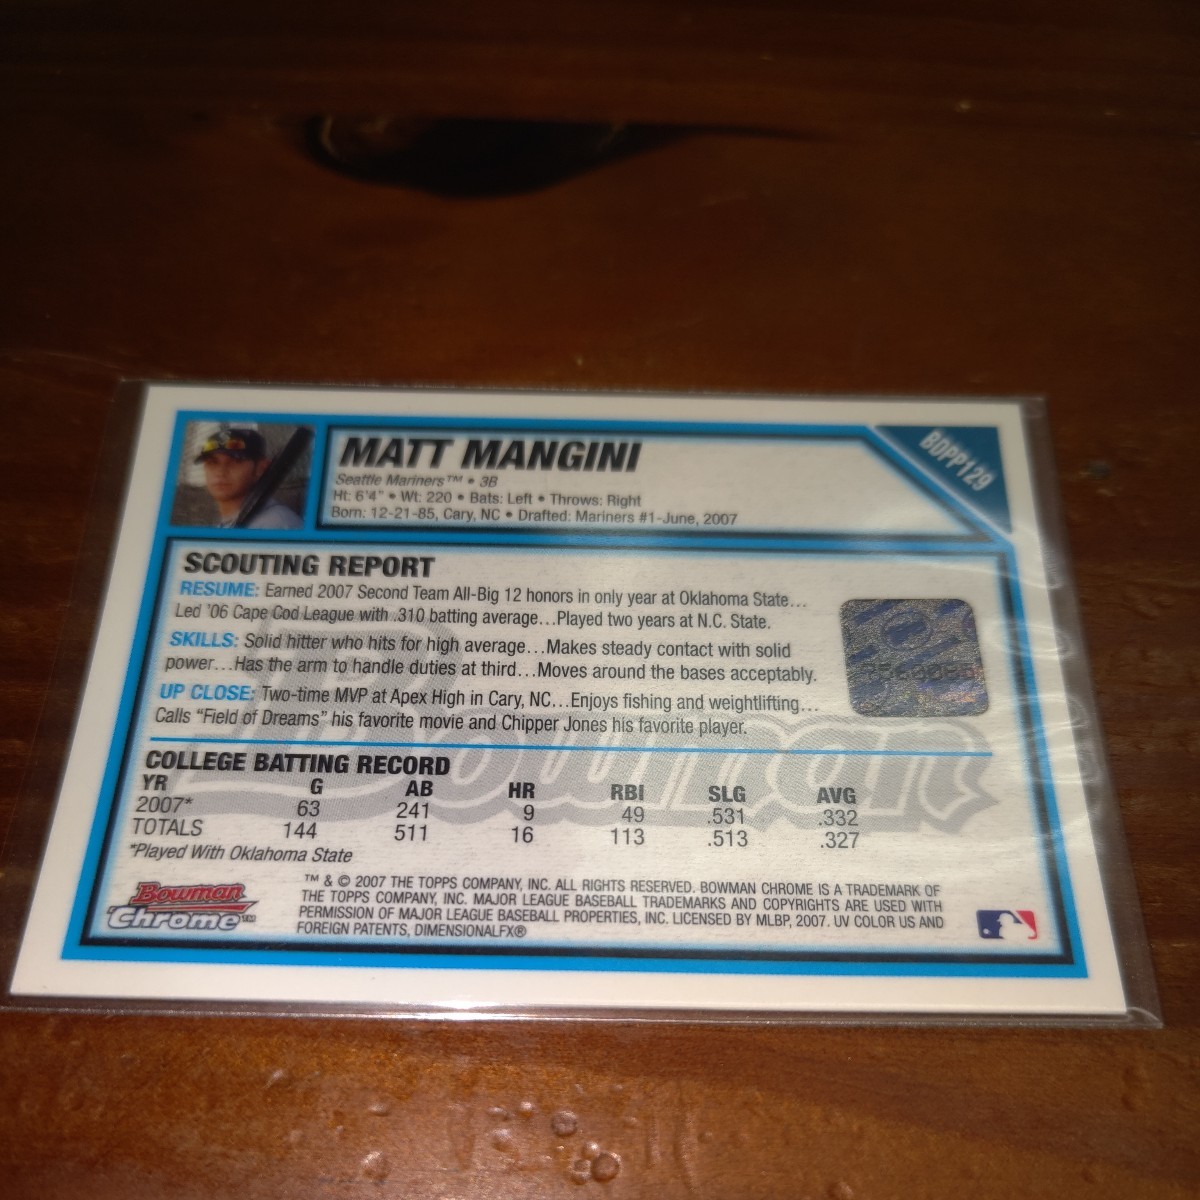 MATT MANGINI
Seattle Mariners™ • 3B
Ht: 6'4" • Wt: 220 • Bats: Left • Throws: Right
Born: 12-21-85, Cary, NC • Drafted: Mariners #1-June, 2007
BDPP129
SCOUTING REPORT
RESUME: Earned 2007 Second Team All-Big 12 honors in only year at Oklahoma State...
Led '06 Cape Cod League with .310 batting average...Played two years at N.C. State.
SKILLS: Solid hitter who hits for high average...Makes steady contact with solid
power...Has the arm to handle duties at third...Moves around the bases acceptably.
UP CLOSE: Two-time MVP at Apex High in Cary, NC...Enjoys fishing and weightlifting...
Calls "Field of Dreams" his favorite movie and Chipper Jones his favorite player.
Bowman
COLLEGE BATTING RECORD
YR G AB HR RBI SLG AVG
2007* 63 241 9 49 .531 .332
TOTALS 144 511 16 113 .513 .327
*Played With Oklahoma State
Bowman
Chrome™
™ & © 2007 THE TOPPS COMPANY, INC. ALL RIGHTS RESERVED. BOWMAN CHROME IS A TRADEMARK OF
THE TOPPS COMPANY, INC. MAJOR LEAGUE BASEBALL TRADEMARKS AND COPYRIGHTS ARE USED WITH
PERMISSION OF MAJOR LEAGUE BASEBALL PROPERTIES, INC. LICENSED BY MLBP, 2007. UV COLOR US AND
FOREIGN PATENTS, DIMENSIONALFX®